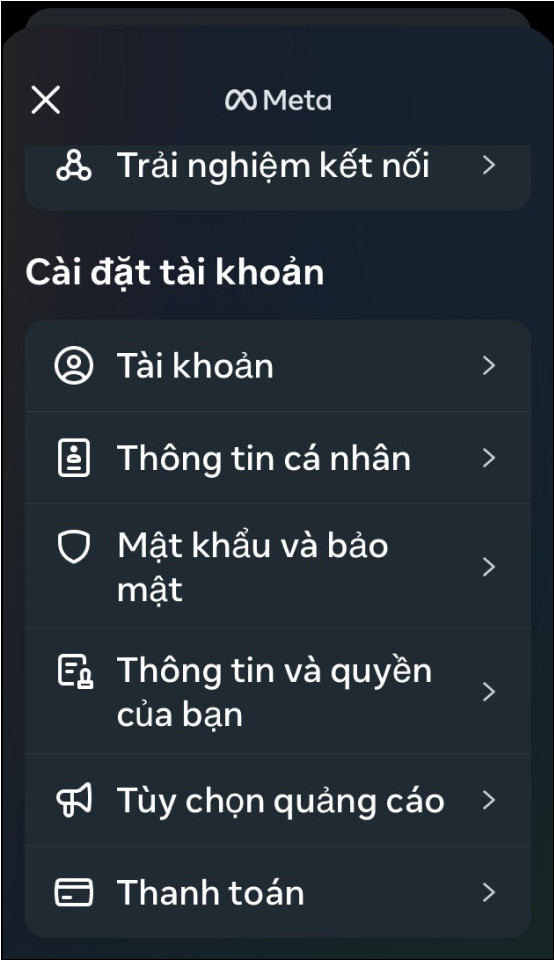 Meta
Trải nghiệm kết nối
Cài đặt tài khoản
Tài khoản
Thông tin cá nhân
Mật khẩu và bảo
mật
Thông tin và quyền
của bạn
Tùy chọn quảng cáo
Thanh toán